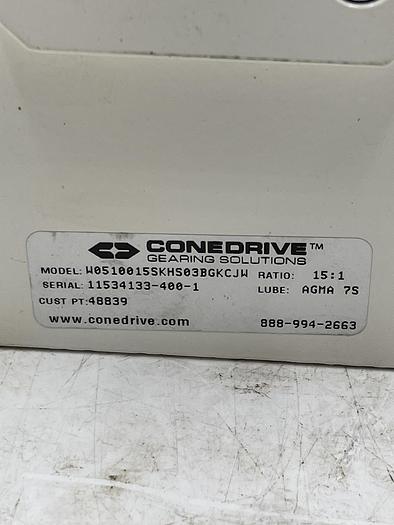 CONEDRIVE™
GEARING SOLUTIONS
MODEL: W0510015SKHS03BGKCJW RATIO: 15:1
SERIAL: 11534133-400-1 LUBE: AGMA 7S
CUST PT:48839
www.conedrive.com 888-994-2663